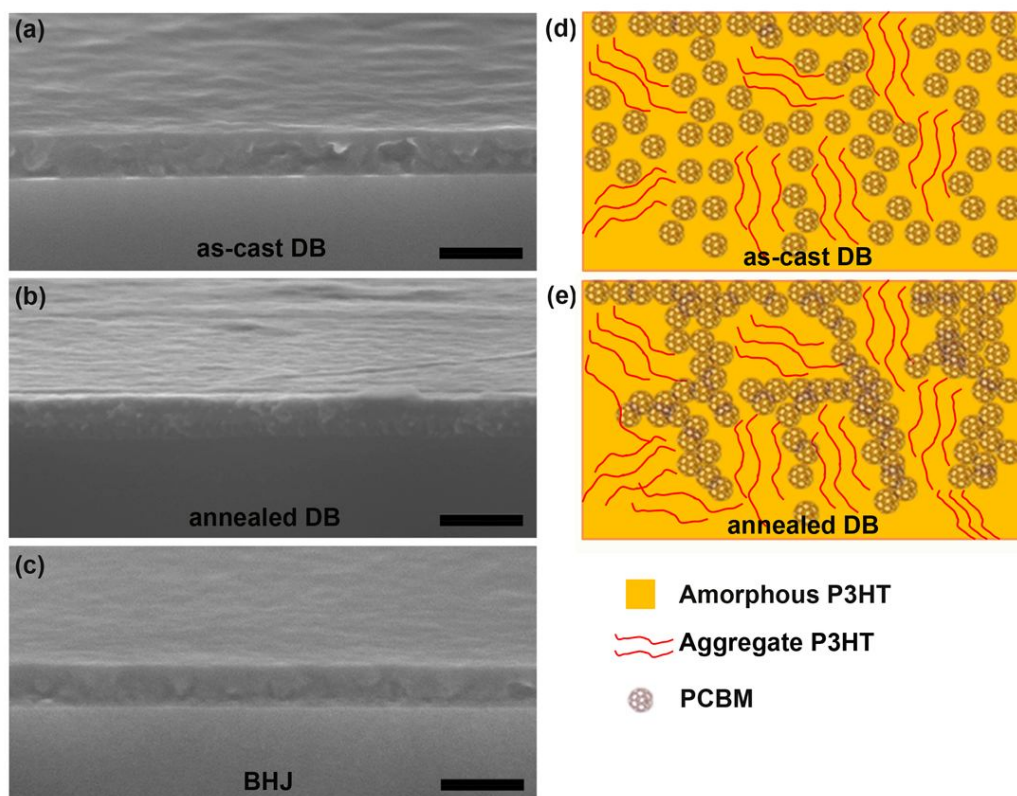 (a)
as-cast DB
(b)
annealed DB
(c)
BHJ
(d)
as-cast DB
(e)
annealed DB
Amorphous P3HT
Aggregate P3HT
PCBM